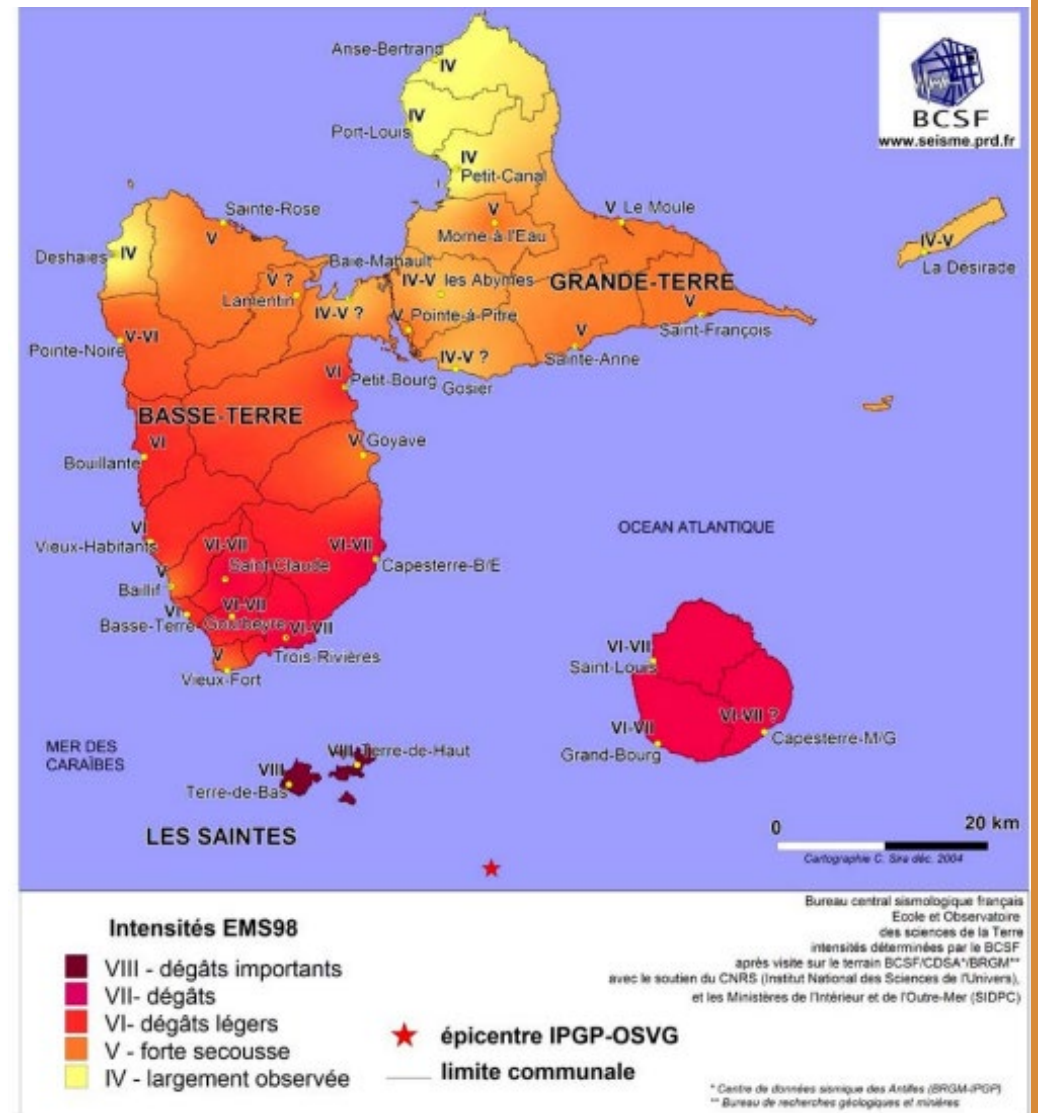 BCSF
www.seisme.prd.fr
Anse-Bertrand
IV
IV
Port-Louis
IV
Petit-Canal
Sainte-Rose
V
V
Le Moule
V
Morne-à-l'Eau
Deshaies
IV
Baie-Mahault
V ?
Lamentin
IV-V
les Abymes
GRANDE-TERRE
IV-V
La Désirade
IV-V ?
V
Pointe-à-Pitre
V
Saint-François
V
Sainte-Anne
V-VI
Pointe-Noire
IV-V ?
Gosier
VI
Petit-Bourg
BASSE-TERRE
VI
Bouillante
V
Goyave
OCEAN ATLANTIQUE
VI
Vieux-Habitants
VI-VII
Saint-Claude
VI-VII
Capesterre-B/E
V
Baillif
VI
Basse-Terre
VI-VII
Gourbeyre
VI-VII
Trois-Rivières
V
Vieux-Fort
VI-VII
Saint-Louis
VI-VII
Grand-Bourg
VI-VII ?
Capesterre-M/G
MER DES
CARAÏBES
VIII
Terre-de-Haut
VIII
Terre-de-Bas
LES SAINTES
0 20 km
Cartographie C. Sira déc. 2004
Intensités EMS98
VIII - dégâts importants
VII- dégâts
VI- dégâts légers
V - forte secousse
IV - largement observée
épicentre IPGP-OSVG
limite communale
Bureau central sismologique français
Ecole et Observatoire
des sciences de la Terre
intensités déterminées par le BCSF
après visite sur le terrain BCSF/CDSA*/BRGM**
avec le soutien du CNRS (Institut National des Sciences de l'Univers),
et les Ministères de l'Intérieur et de l'Outre-Mer (SIDPC)
* Centre de données sismique des Antilles (BRGM-IPGP)
** Bureau de recherches géologiques et minières